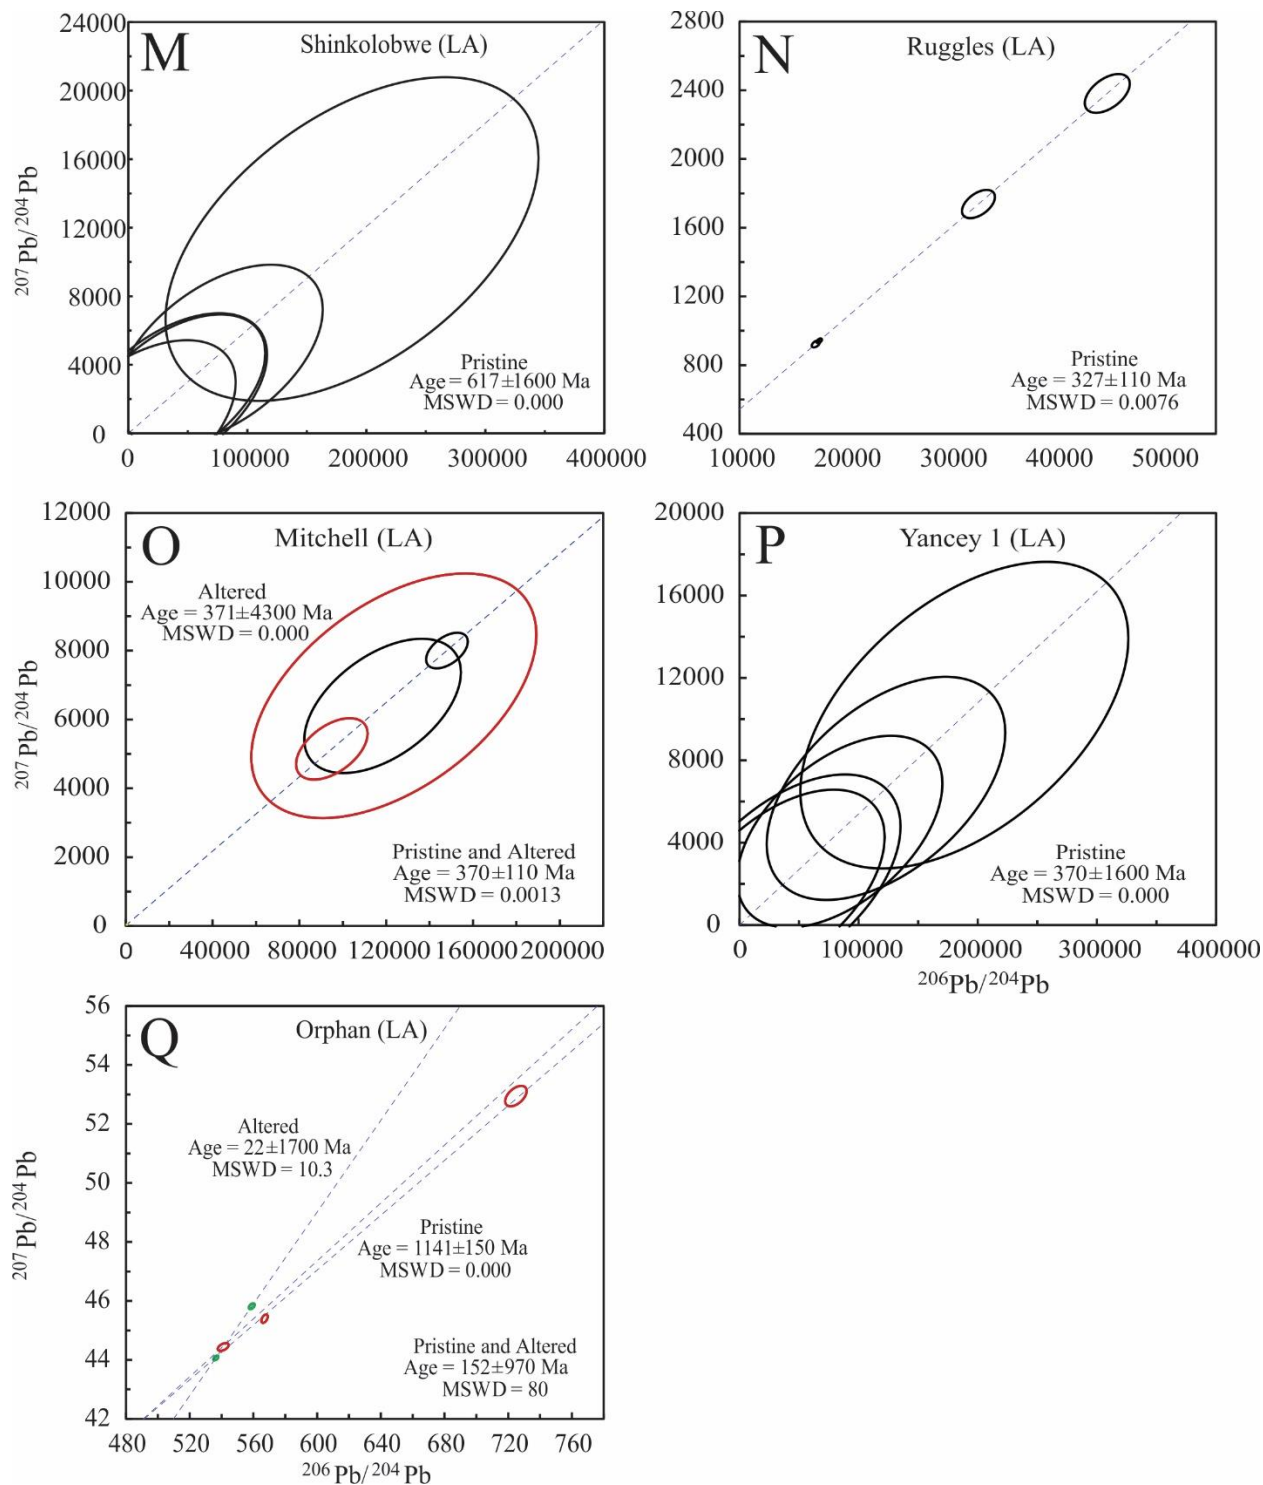 M
Shinkolobwe (LA)
24000
20000
16000
12000
8000
4000
0
²⁰⁷Pb/²⁰⁴Pb
Pristine
Age = 617±1600 Ma
MSWD = 0.000
0 100000 200000 300000 400000
N
Ruggles (LA)
2800
2400
2000
1600
1200
800
400
Pristine
Age = 327±110 Ma
MSWD = 0.0076
10000 20000 30000 40000 50000
O
Mitchell (LA)
12000
10000
8000
6000
4000
2000
0
²⁰⁷Pb/²⁰⁴Pb
Altered
Age = 371±4300 Ma
MSWD = 0.000
Pristine and Altered
Age = 370±110 Ma
MSWD = 0.0013
0 40000 80000 120000 160000 200000
P
Yancey 1 (LA)
20000
16000
12000
8000
4000
0
Pristine
Age = 370±1600 Ma
MSWD = 0.000
0 100000 200000 300000 400000
²⁰⁶Pb/²⁰⁴Pb
Q
Orphan (LA)
56
54
52
50
48
46
44
42
²⁰⁷Pb/²⁰⁴Pb
Altered
Age = 22±1700 Ma
MSWD = 10.3
Pristine
Age = 1141±150 Ma
MSWD = 0.000
Pristine and Altered
Age = 152±970 Ma
MSWD = 80
480 520 560 600 640 680 720 760
²⁰⁶Pb/²⁰⁴Pb